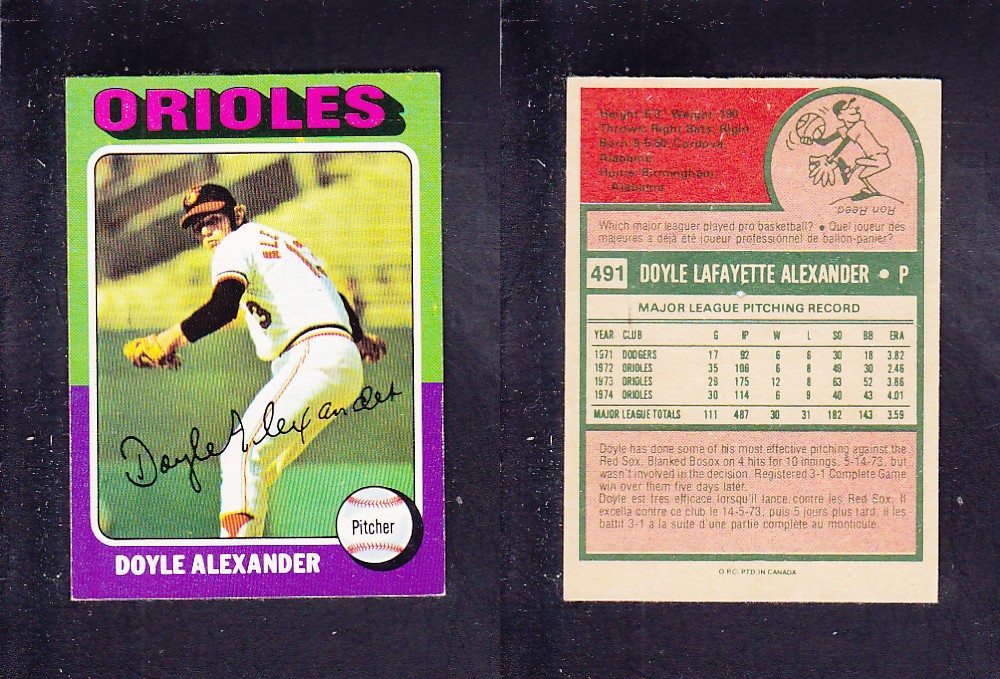 ORIOLES
Doyle Alexander
Pitcher
DOYLE ALEXANDER
Height: 6'3" Weight: 190
Throws: Right Bats: Right
Born 9-5-50 Cordova,
Alabama
Home: Birmingham,
Alabama
Ron Reed
Which major leaguer played pro basketball? • Quel joueur des
majeures a déjà été joueur professionnel de ballon-panier?
491 DOYLE LAFAYETTE ALEXANDER • P
MAJOR LEAGUE PITCHING RECORD
YEAR CLUB G IP W L SO BB ERA
1971 DODGERS 17 92 6 6 30 18 3.82
1972 ORIOLES 35 106 6 8 49 30 2.46
1973 ORIOLES 29 175 12 8 63 52 3.86
1974 ORIOLES 30 114 6 9 40 43 4.01
MAJOR LEAGUE TOTALS 111 487 30 31 182 143 3.59
Doyle has done some of his most effective pitching against the
Red Sox. Blanked Bosox on 4 hits for 10 innings, 5-14-73, but
wasn't involved in the decision. Registered 3-1 Complete Game
win over them five days later.
Doyle est tres efficace lorsqu'il lance contre les Red Sox. Il
excella contre ce club le 14-5-73, puis 5 jours plus tard, il les
battit 3-1 à la suite d'une partie complète au monticule.
O.P.C. PTD. IN CANADA